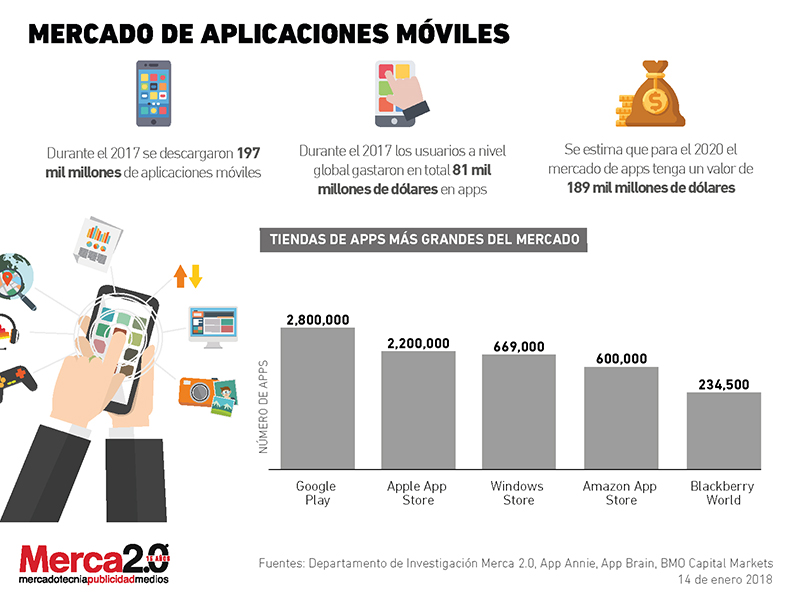 MERCADO DE APLICACIONES MÓVILES
Durante el 2017 se descargaron 197
mil millones de aplicaciones móviles
Durante el 2017 los usuarios a nivel
global gastaron en total 81 mil
millones de dólares en apps
Se estima que para el 2020 el
mercado de apps tenga un valor de
189 mil millones de dólares
TIENDAS DE APPS MÁS GRANDES DEL MERCADO
NÚMERO DE APPS
2,800,000
2,200,000
669,000
600,000
234,500
Google
Play
Apple App
Store
Windows
Store
Amazon App
Store
Blackberry
World
Merca2.0
16 AÑOS
mercadotecniapublicidadmedios
Fuentes: Departamento de Investigación Merca 2.0, App Annie, App Brain, BMO Capital Markets
14 de enero 2018